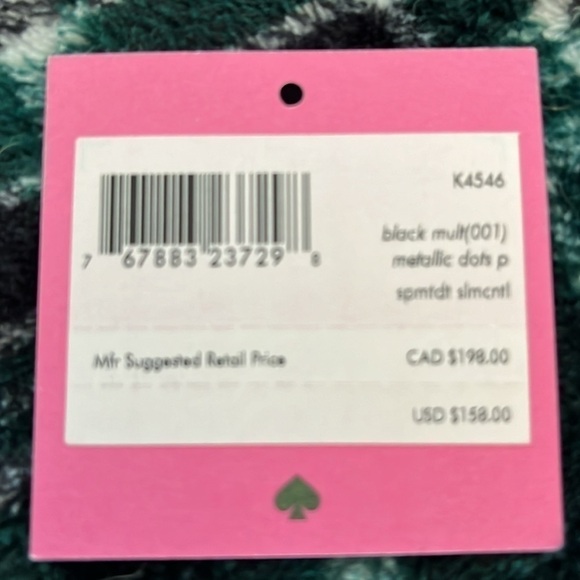 K4546
black mult(001)
7 67883 23729 8
metallic dots p
spmtdt slmcntl
Mfr Suggested Retail Price CAD $198.00
USD $158.00